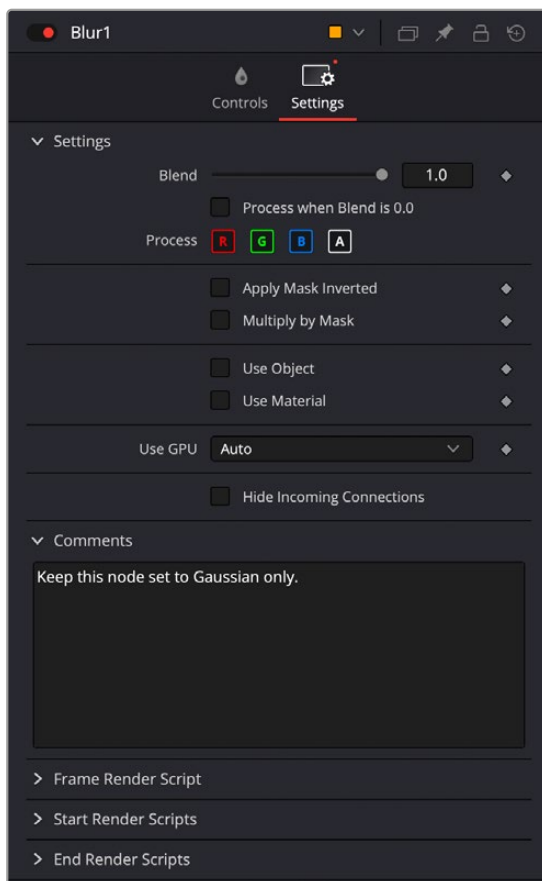 Blur1
Controls Settings
Settings
Blend 1.0
Process when Blend is 0.0
Process R G B A
Apply Mask Inverted
Multiply by Mask
Use Object
Use Material
Use GPU Auto
Hide Incoming Connections
Comments
Keep this node set to Gaussian only.
Frame Render Script
Start Render Scripts
End Render Scripts